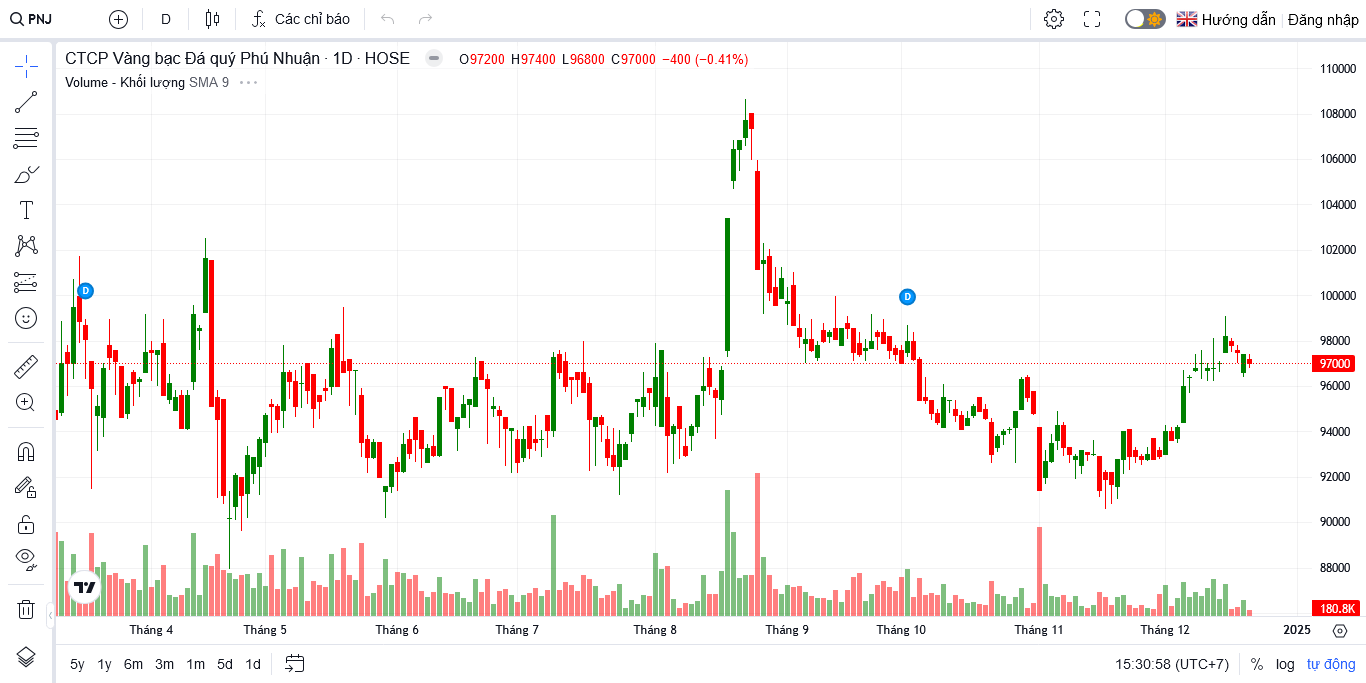 PNJ D Các chỉ báo Hướng dẫn Đăng nhập
CTCP Vàng bạc Đá quý Phú Nhuận · 1D · HOSE O97200 H97400 L96800 C97000 −400 (−0.41%)
Volume - Khối lượng SMA 9
110000
108000
106000
104000
102000
100000
98000
97000
96000
94000
92000
90000
88000
180.8K
D
D
Tháng 4 Tháng 5 Tháng 6 Tháng 7 Tháng 8 Tháng 9 Tháng 10 Tháng 11 Tháng 12 2025
5y 1y 6m 3m 1m 5d 1d 15:30:58 (UTC+7) % log tự động